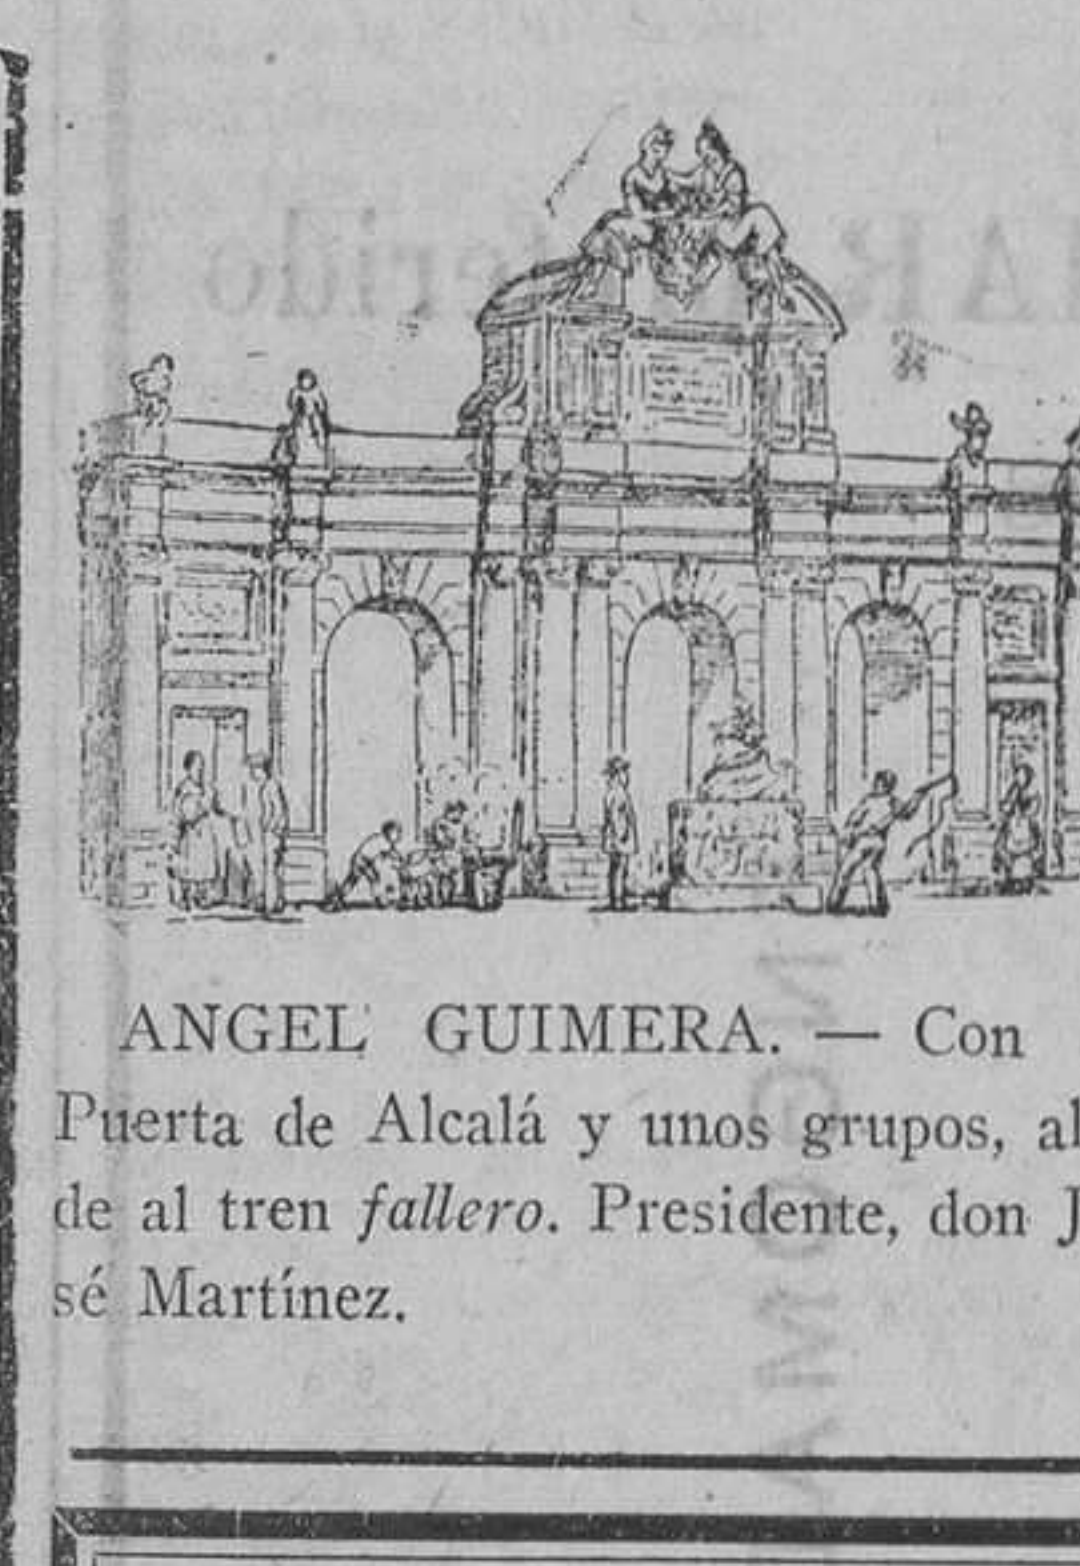 ANGEL GUIMERA. — Con
Puerta de Alcalá y unos grupos, al
de al tren fallero. Presidente, don J
sé Martínez.